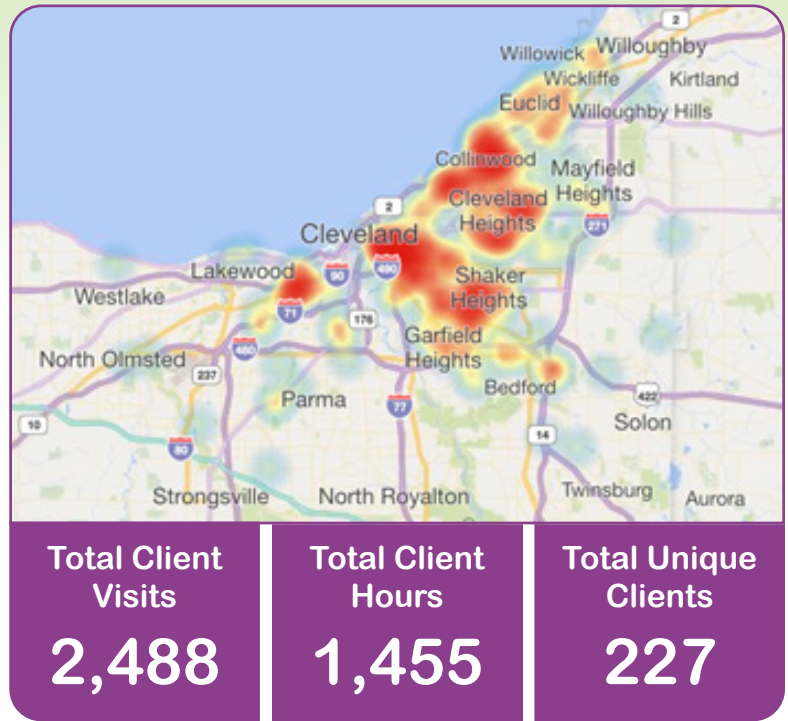 2
Willowick Willoughby
Wickliffe Kirtland
Euclid Willoughby Hills
Collinwood
Mayfield
Heights
Cleveland
Heights
2
271
Cleveland
Lakewood
90
490
Shaker
Heights
Westlake
71
176
Garfield
Heights
North Olmsted
480
237
Bedford
Parma
77
422
Solon
10
14
80
Strongsville
North Royalton
Twinsburg
Aurora
Total Client
Visits
2,488
Total Client
Hours
1,455
Total Unique
Clients
227